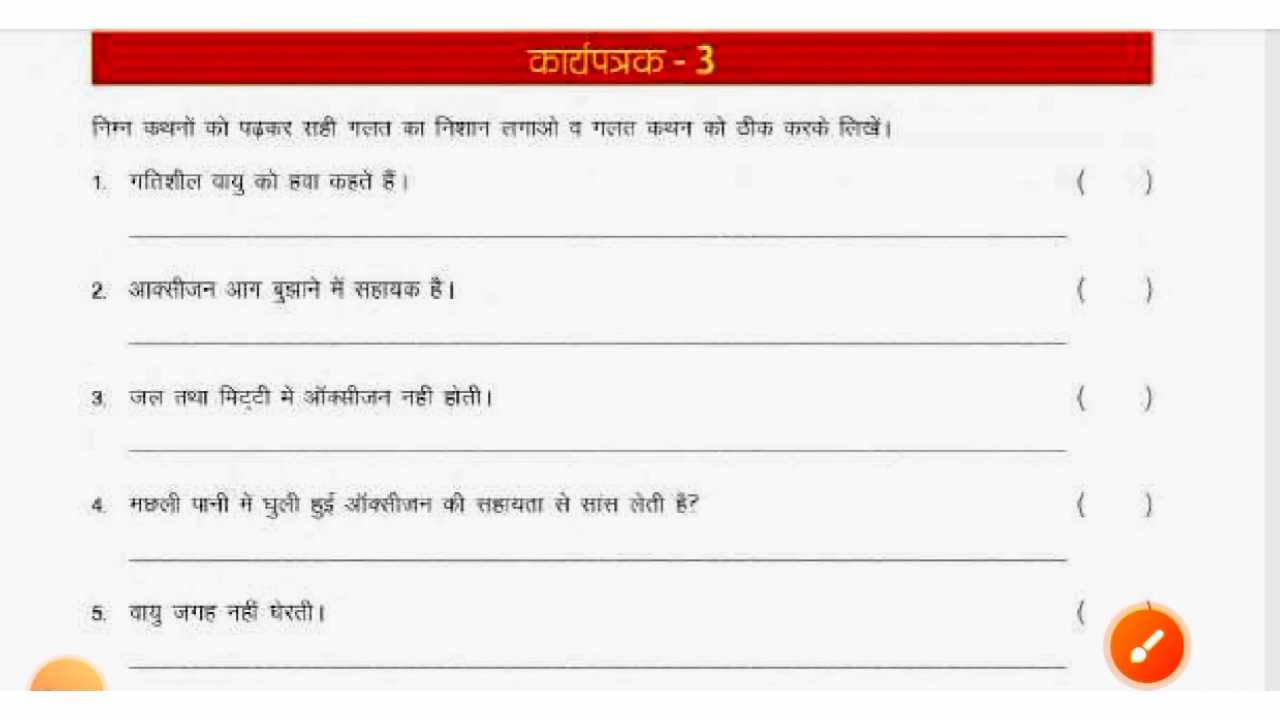 कार्यपत्रक - 3
निम्न कथनों को पढ़कर सही गलत का निशान लगाओ व गलत कथन को ठीक करके लिखें।
1. गतिशील वायु को हवा कहते हैं। ( )
2. आक्सीजन आग बुझाने में सहायक है। ( )
3. जल तथा मिट्टी में ऑक्सीजन नहीं होती। ( )
4. मछली पानी में घुली हुई ऑक्सीजन की सहायता से सांस लेती है? ( )
5. वायु जगह नहीं घेरती। ( )